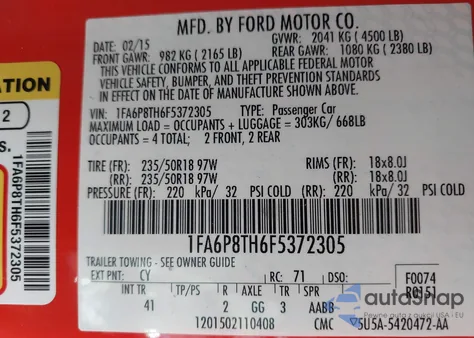 MFD. BY FORD MOTOR CO.
DATE: 02/15 GVWR: 2041 KG ( 4500 LB)
FRONT GAWR: 982 KG ( 2165 LB) REAR GAWR: 1080 KG ( 2380 LB)
THIS VEHICLE CONFORMS TO ALL APPLICABLE FEDERAL MOTOR
VEHICLE SAFETY, BUMPER, AND THEFT PREVENTION STANDARDS
IN EFFECT ON THE DATE OF MANUFACTURE SHOWN ABOVE.
VIN: 1FA6P8TH6F5372305 TYPE: Passenger Car
MAXIMUM LOAD = OCCUPANTS + LUGGAGE = 303KG/ 668LB
OCCUPANTS = 4 TOTAL; 2 FRONT, 2 REAR
TIRE (FR): 235/50R18 97W RIMS (FR): 18x8.0J
(RR): 235/50R18 97W (RR): 18x8.0J
PRESSURE (FR): 220 kPa/ 32 PSI COLD (RR): 220 kPa/ 32 PSI COLD
1FA6P8TH6F5372305
TRAILER TOWING - SEE OWNER GUIDE
EXT PNT: CY RC: 71 DSO: F0074
R0151
INT TR TP/PS R AXLE TR SPR
41 2 GG 3 AABB
1201502110408 CMC 5U5A-5420472-AA
ATION
2
s.
1FA6P8TH6F5372305
autosnap
Pewne auta z aukcji USA i EU